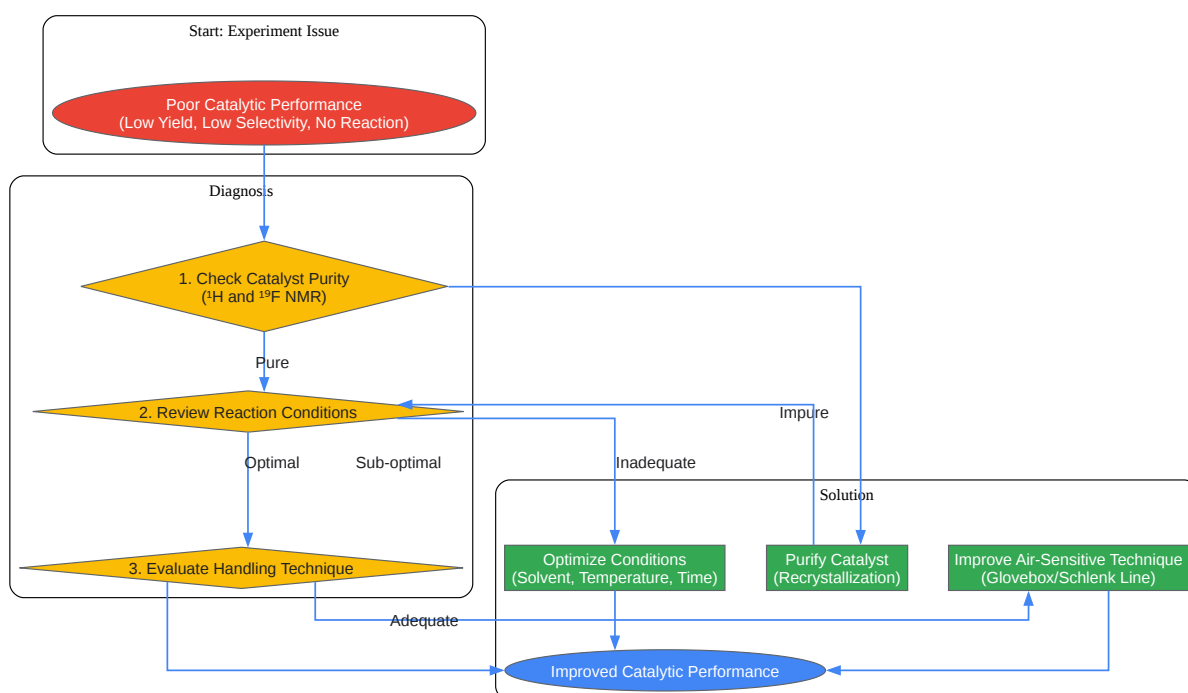 Start: Experiment Issue
Poor Catalytic Performance
(Low Yield, Low Selectivity, No Reaction)
Diagnosis
1. Check Catalyst Purity
(¹H and ¹⁹F NMR)
Pure
2. Review Reaction Conditions
Impure
Optimal
Sub-optimal
Inadequate
Solution
3. Evaluate Handling Technique
Optimize Conditions
(Solvent, Temperature, Time)
Purify Catalyst
(Recrystallization)
Improve Air-Sensitive Technique
(Glovebox/Schlenk Line)
Adequate
Improved Catalytic Performance